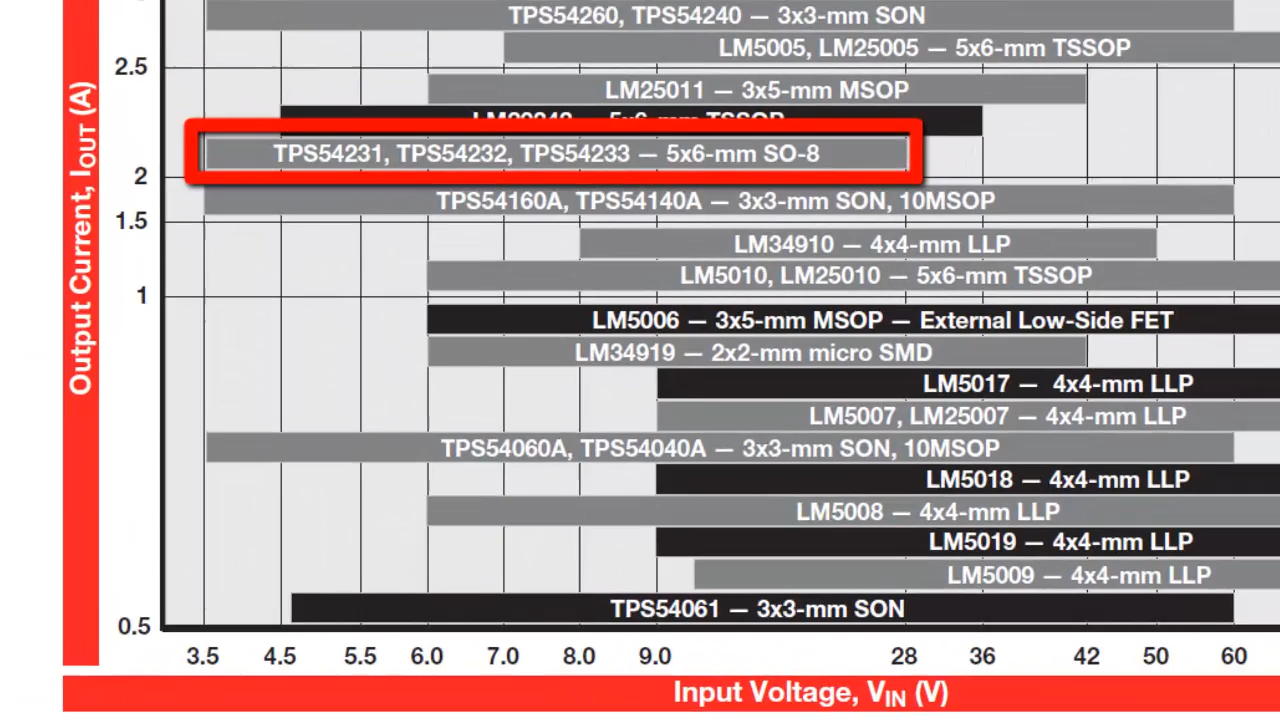 TPS54260, TPS54240 — 3x3-mm SON
LM5005, LM25005 — 5x6-mm TSSOP
2.5
LM25011 — 3x5-mm MSOP
5x6-mm TSSOP
TPS54231, TPS54232, TPS54233 — 5x6-mm SO-8
2
TPS54160A, TPS54140A — 3x3-mm SON, 10MSOP
1.5
LM34910 — 4x4-mm LLP
LM5010, LM25010 — 5x6-mm TSSOP
1
LM5006 — 3x5-mm MSOP — External Low-Side FET
LM34919 — 2x2-mm micro SMD
LM5017 — 4x4-mm LLP
LM5007, LM25007 — 4x4-mm LLP
TPS54060A, TPS54040A — 3x3-mm SON, 10MSOP
LM5018 — 4x4-mm LLP
LM5008 — 4x4-mm LLP
LM5019 — 4x4-mm LLP
LM5009 — 4x4-mm LLP
TPS54061 — 3x3-mm SON
0.5
Output Current, IOUT (A)
3.5 4.5 5.5 6.0 7.0 8.0 9.0 28 36 42 50 60
Input Voltage, VIN (V)